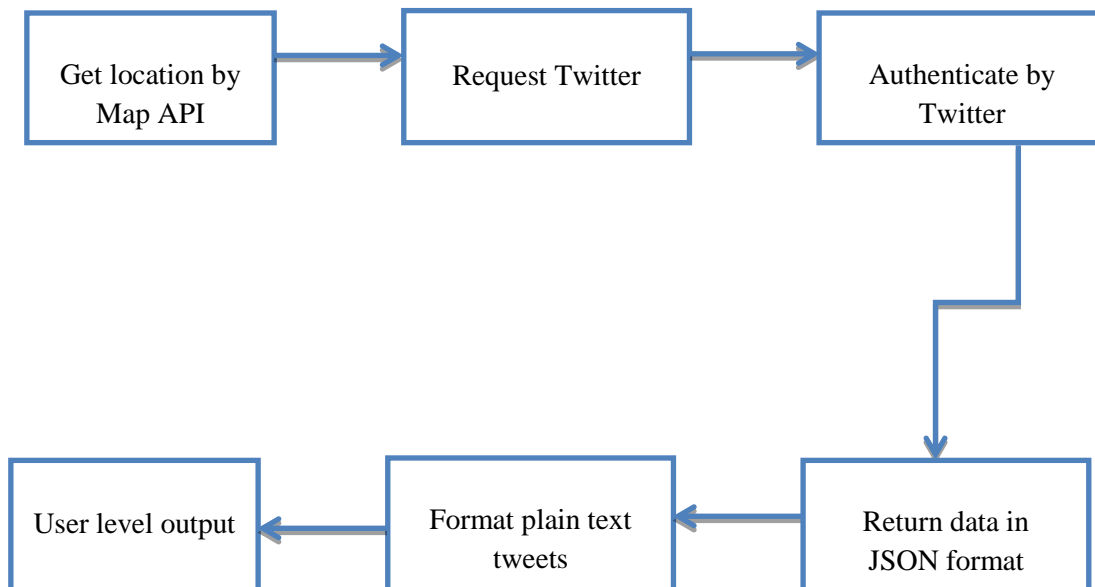 Get location by
Map API
Request Twitter
Authenticate by
Twitter
User level output
Format plain text
tweets
Return data in
JSON format